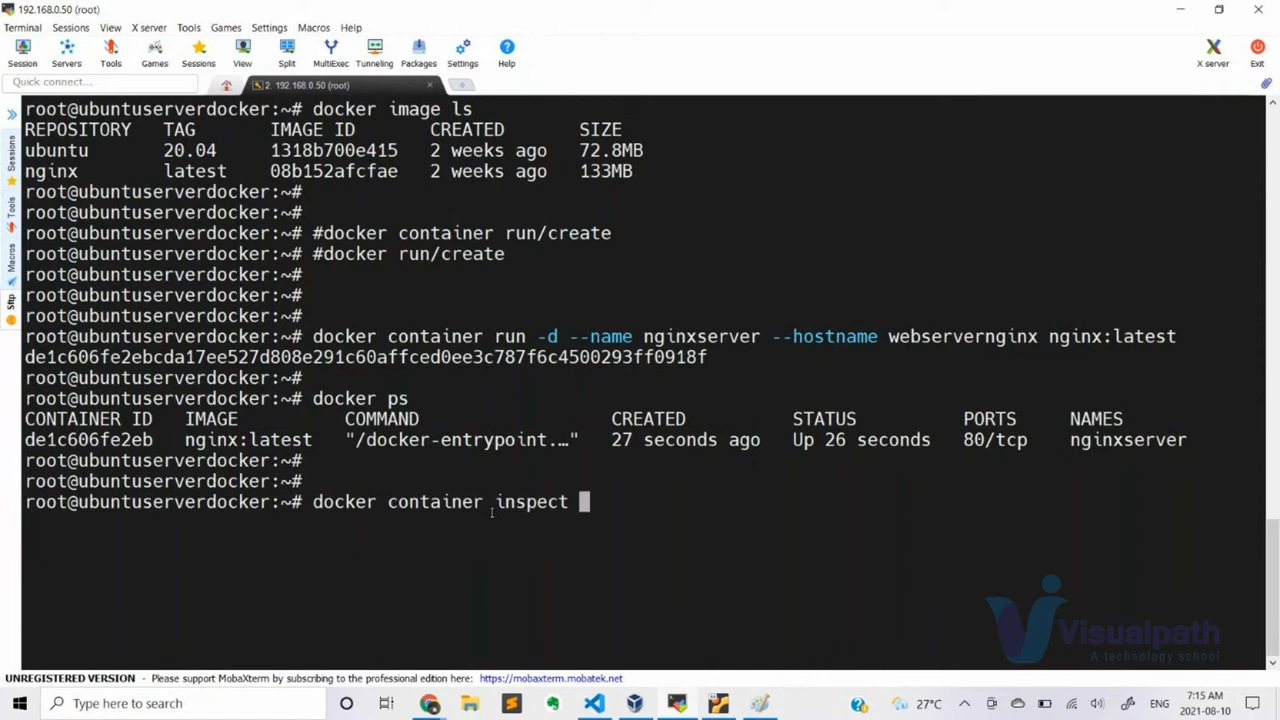 192.168.0.50 (root)
Terminal Sessions View X server Tools Games Settings Macros Help
Session Servers Tools Games Sessions View Split MultiExec Tunneling Packages Settings Help X server Exit
Quick connect...
2. 192.168.0.50 (root)
Sessions
Tools
Macros
Sftp
root@ubuntuserverdocker:~# docker image ls
REPOSITORY TAG IMAGE ID CREATED SIZE
ubuntu 20.04 1318b700e415 2 weeks ago 72.8MB
nginx latest 08b152afcfae 2 weeks ago 133MB
root@ubuntuserverdocker:~#
root@ubuntuserverdocker:~#
root@ubuntuserverdocker:~# #docker container run/create
root@ubuntuserverdocker:~# #docker run/create
root@ubuntuserverdocker:~#
root@ubuntuserverdocker:~#
root@ubuntuserverdocker:~#
root@ubuntuserverdocker:~# docker container run -d --name nginxserver --hostname webservernginx nginx:latest
de1c606fe2ebcda17ee527d808e291c60affced0ee3c787f6c4500293ff0918f
root@ubuntuserverdocker:~#
root@ubuntuserverdocker:~# docker ps
CONTAINER ID IMAGE COMMAND CREATED STATUS PORTS NAMES
de1c606fe2eb nginx:latest "/docker-entrypoint.…" 27 seconds ago Up 26 seconds 80/tcp nginxserver
root@ubuntuserverdocker:~#
root@ubuntuserverdocker:~#
root@ubuntuserverdocker:~# docker container inspect
Visualpath
A technology school
UNREGISTERED VERSION - Please support MobaXterm by subscribing to the professional edition here: https://mobaxterm.mobatek.net
Type here to search
27°C
ENG
7:15 AM
2021-08-10